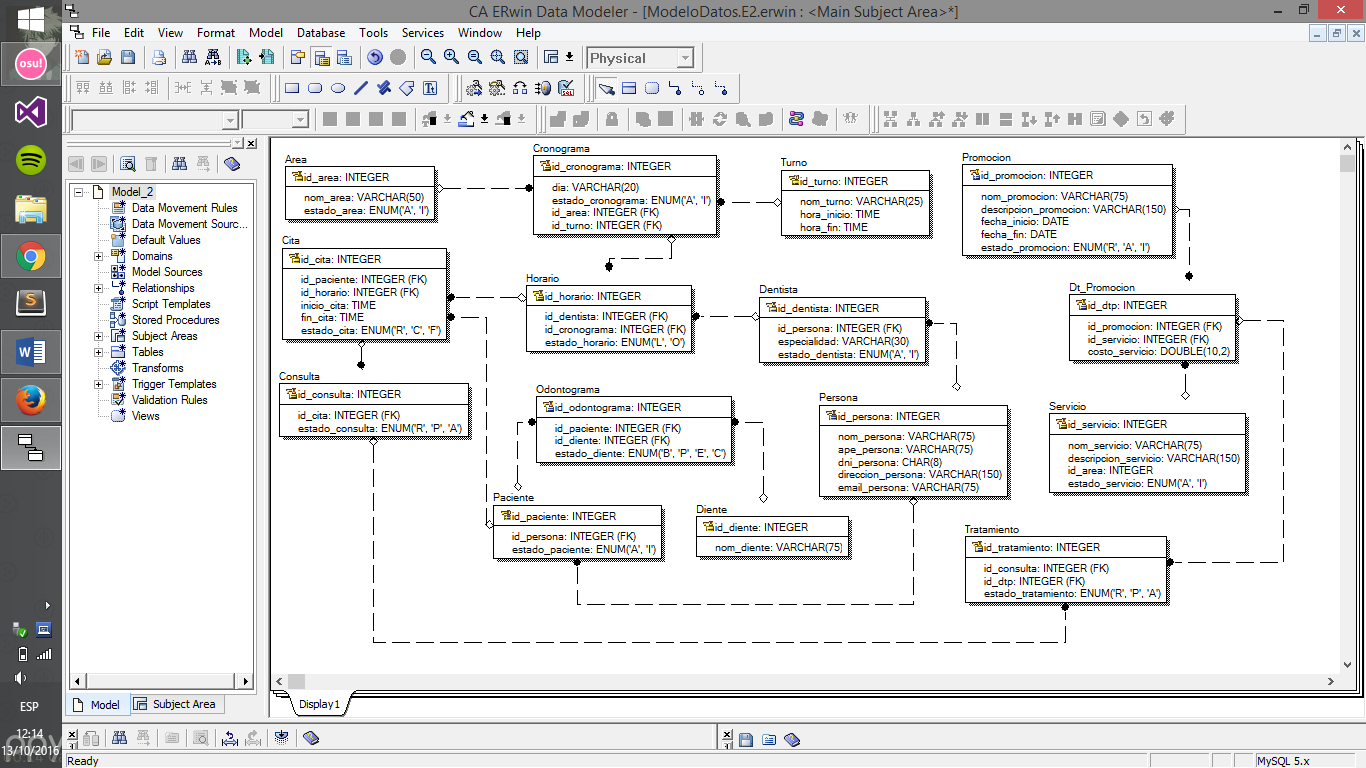 CA ERwin Data Modeler - [ModeloDatos.E2.erwin : <Main Subject Area>*]
File Edit View Format Model Database Tools Services Window Help
osu!
Physical
Model_2
Data Movement Rules
Data Movement Sourc...
Default Values
Domains
Model Sources
Relationships
Script Templates
Stored Procedures
Subject Areas
Tables
Transforms
Trigger Templates
Validation Rules
Views
Model
Subject Area
Area
id_area: INTEGER
nom_area: VARCHAR(50)
estado_area: ENUM('A', 'I')
Cronograma
id_cronograma: INTEGER
dia: VARCHAR(20)
estado_cronograma: ENUM('A', 'I')
id_area: INTEGER (FK)
id_turno: INTEGER (FK)
Turno
id_turno: INTEGER
nom_turno: VARCHAR(25)
hora_inicio: TIME
hora_fin: TIME
Promocion
id_promocion: INTEGER
nom_promocion: VARCHAR(75)
descripcion_promocion: VARCHAR(150)
fecha_inicio: DATE
fecha_fin: DATE
estado_promocion: ENUM('R', 'A', 'I')
Cita
id_cita: INTEGER
id_paciente: INTEGER (FK)
id_horario: INTEGER (FK)
inicio_cita: TIME
fin_cita: TIME
estado_cita: ENUM('R', 'C', 'F')
Horario
id_horario: INTEGER
id_dentista: INTEGER (FK)
id_cronograma: INTEGER (FK)
estado_horario: ENUM('L', 'O')
Dentista
id_dentista: INTEGER
id_persona: INTEGER (FK)
especialidad: VARCHAR(30)
estado_dentista: ENUM('A', 'I')
Dt_Promocion
id_dtp: INTEGER
id_promocion: INTEGER (FK)
id_servicio: INTEGER (FK)
costo_servicio: DOUBLE(10,2)
Consulta
id_consulta: INTEGER
id_cita: INTEGER (FK)
estado_consulta: ENUM('R', 'P', 'A')
Odontograma
id_odontograma: INTEGER
id_paciente: INTEGER (FK)
id_diente: INTEGER (FK)
estado_diente: ENUM('B', 'P', 'E', 'C')
Persona
id_persona: INTEGER
nom_persona: VARCHAR(75)
ape_persona: VARCHAR(75)
dni_persona: CHAR(8)
direccion_persona: VARCHAR(150)
email_persona: VARCHAR(75)
Servicio
id_servicio: INTEGER
nom_servicio: VARCHAR(75)
descripcion_servicio: VARCHAR(150)
id_area: INTEGER
estado_servicio: ENUM('A', 'I')
Paciente
id_paciente: INTEGER
id_persona: INTEGER (FK)
estado_paciente: ENUM('A', 'I')
Diente
id_diente: INTEGER
nom_diente: VARCHAR(75)
Tratamiento
id_tratamiento: INTEGER
id_consulta: INTEGER (FK)
id_dtp: INTEGER (FK)
estado_tratamiento: ENUM('R', 'P', 'A')
Display1
ESP
12:14
13/10/2016
Ready
MySQL 5.x